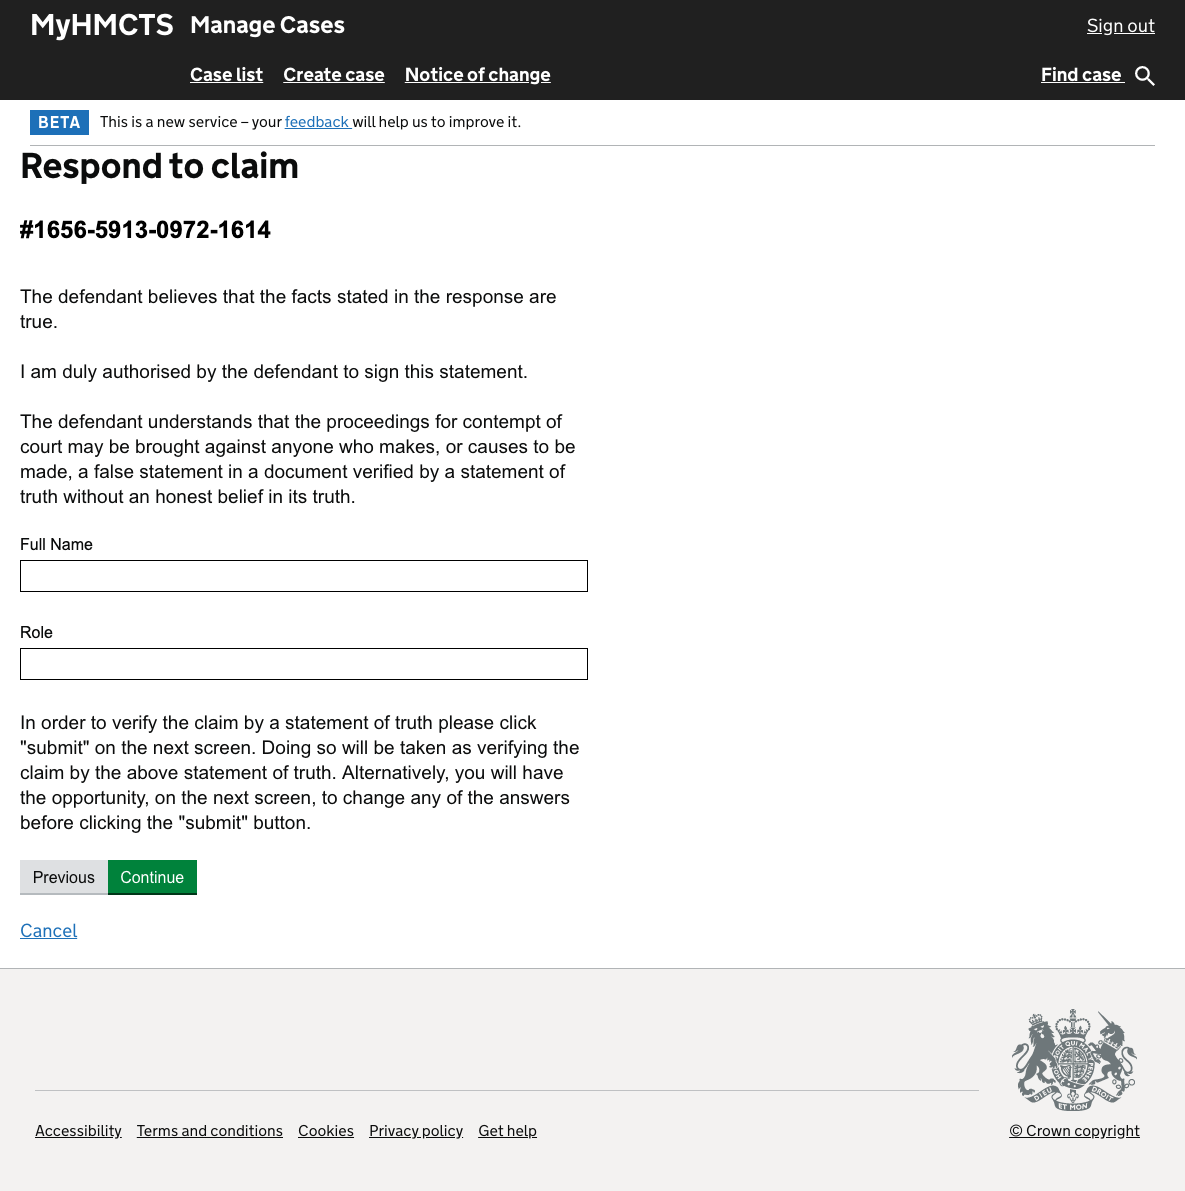 MyHMCTS Manage Cases Sign out
Case list Create case Notice of change Find case
BETA This is a new service – your feedback will help us to improve it.
Respond to claim
#1656-5913-0972-1614
The defendant believes that the facts stated in the response are
true.
I am duly authorised by the defendant to sign this statement.
The defendant understands that the proceedings for contempt of
court may be brought against anyone who makes, or causes to be
made, a false statement in a document verified by a statement of
truth without an honest belief in its truth.
Full Name
Role
In order to verify the claim by a statement of truth please click
"submit" on the next screen. Doing so will be taken as verifying the
claim by the above statement of truth. Alternatively, you will have
the opportunity, on the next screen, to change any of the answers
before clicking the "submit" button.
Previous Continue
Cancel
DIEU ET MON DROIT
Accessibility Terms and conditions Cookies Privacy policy Get help © Crown copyright